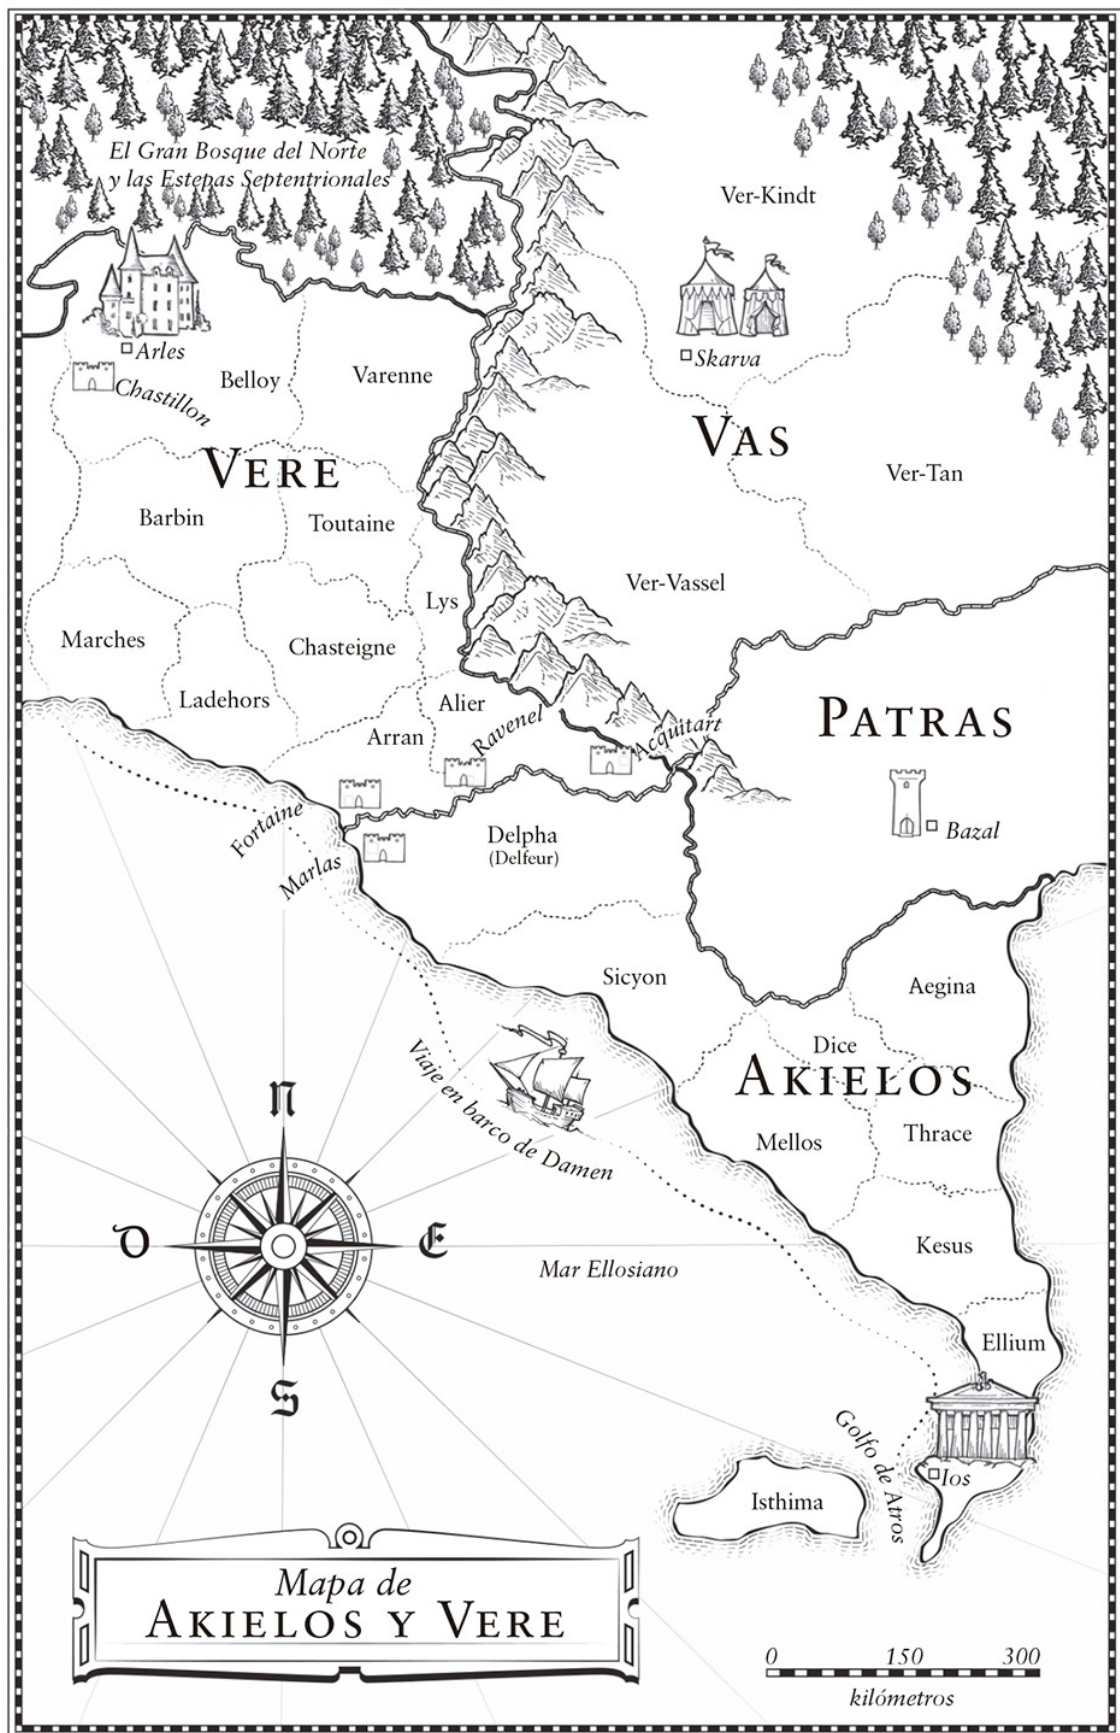 El Gran Bosque del Norte
y las Estepas Septentrionales
Ver-Kindt
Arles
Skarva
Chastillon
Belloy
Varenne
VERE
VAS
Ver-Tan
Barbin
Toutaine
Ver-Vassel
Lys
Marches
Chasteigne
Ladehors
Alier
Arran
Ravenel
Acquitart
PATRAS
Fortaine
Marlas
Delpha
(Delfeur)
Bazal
Sicyon
Aegina
Dice
AKIELOS
Mellos
Thrace
Viaje en barco de Damen
N
O
E
S
Kesus
Mar Ellosiano
Ellium
Golfo de Atros
Ios
Isthima
Mapa de
AKIELOS Y VERE
0 150 300
kilómetros